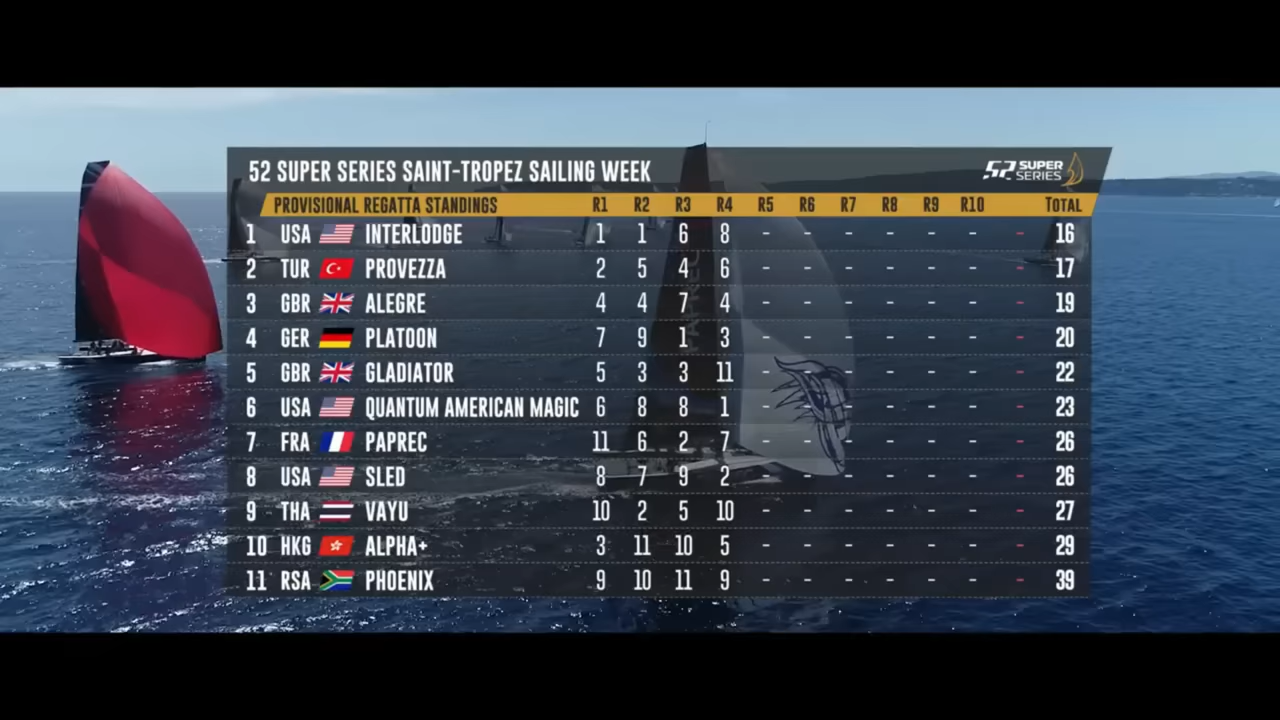 52 SUPER SERIES SAINT-TROPEZ SAILING WEEK 52 SUPER SERIES
PROVISIONAL REGATTA STANDINGS R1 R2 R3 R4 R5 R6 R7 R8 R9 R10 TOTAL
1 USA INTERLODGE 1 1 6 8 - - - - - - - 16
2 TUR PROVEZZA 2 5 4 6 - - - - - - - 17
3 GBR ALEGRE 4 4 7 4 - - - - - - - 19
4 GER PLATOON 7 9 1 3 - - - - - - - 20
5 GBR GLADIATOR 5 3 3 11 - - - - - - - 22
6 USA QUANTUM AMERICAN MAGIC 6 8 8 1 - - - - - - - 23
7 FRA PAPREC 11 6 2 7 - - - - - - - 26
8 USA SLED 8 7 9 2 - - - - - - - 26
9 THA VAYU 10 2 5 10 - - - - - - - 27
10 HKG ALPHA+ 3 11 10 5 - - - - - - - 29
11 RSA PHOENIX 9 10 11 9 - - - - - - - 39
PAPREC